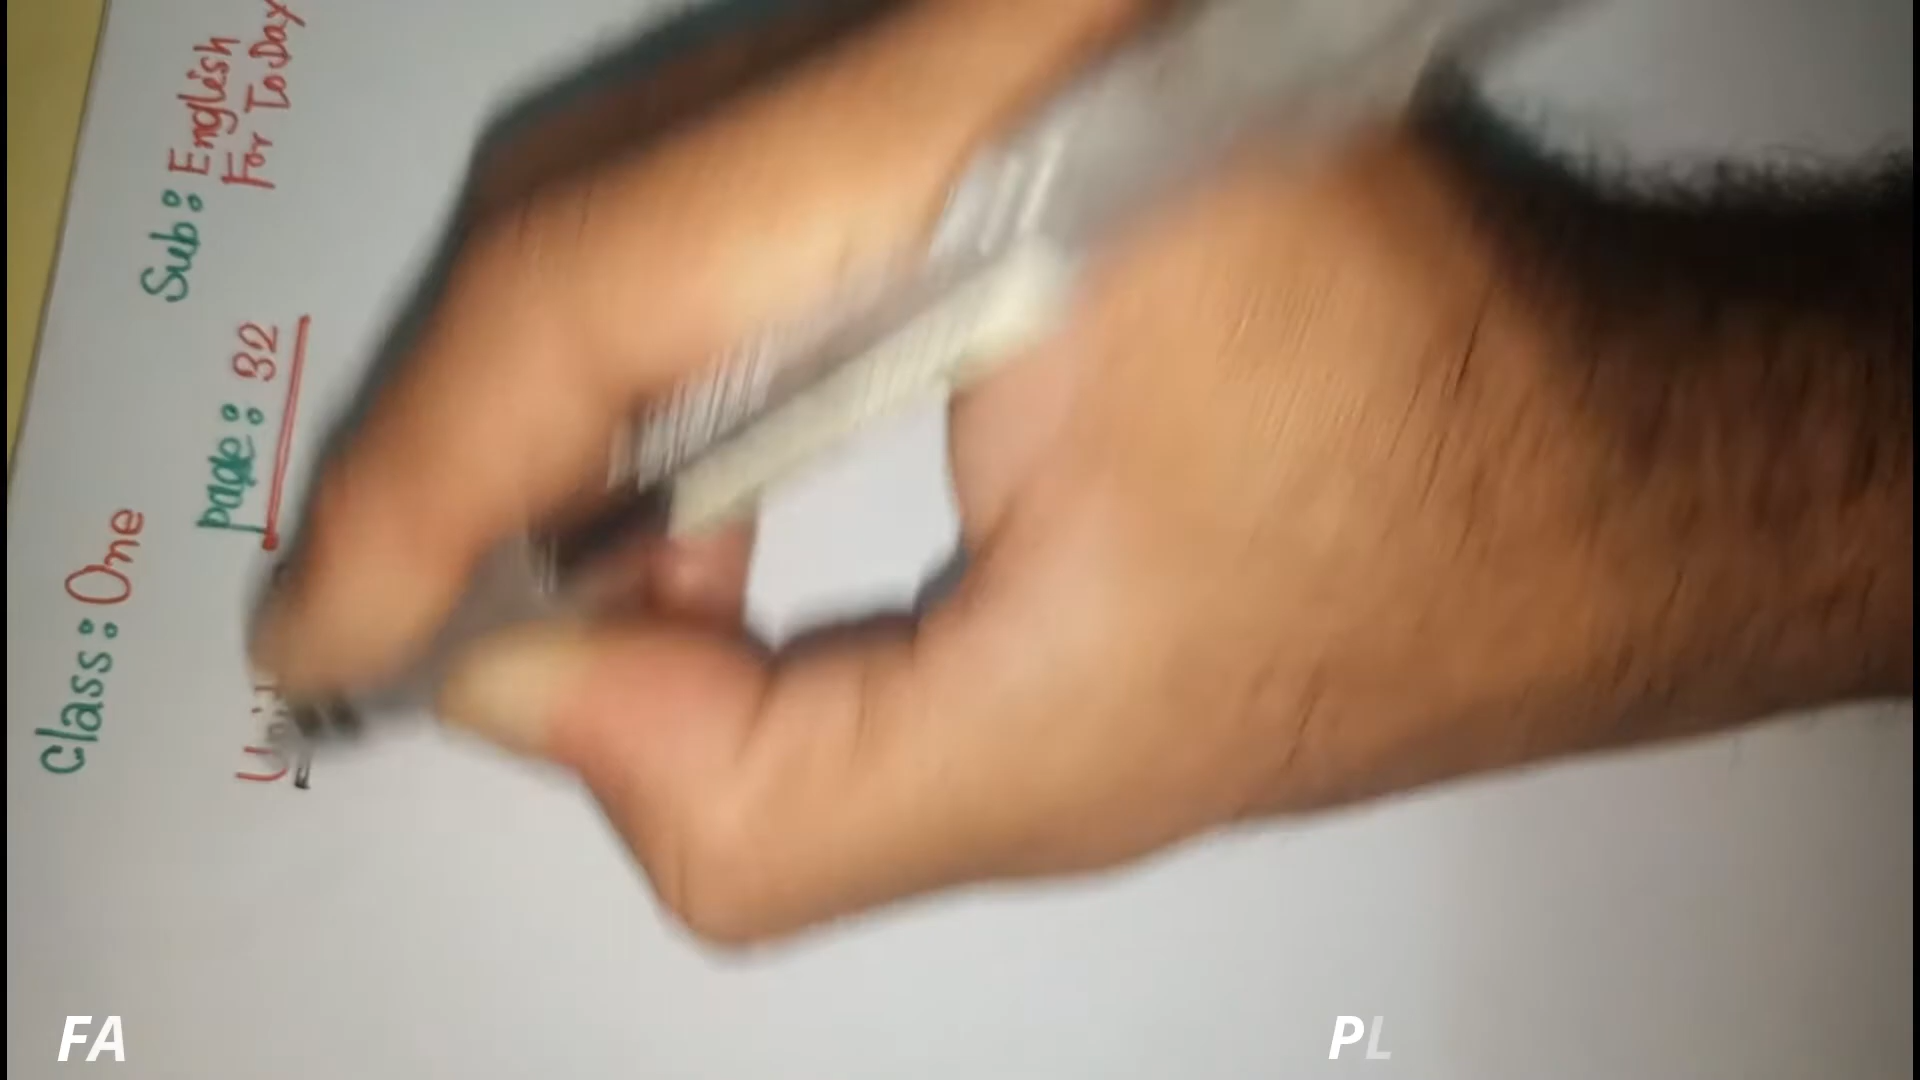 Class: One
Sub: English
For ToDay
Page: 32
FA
PL